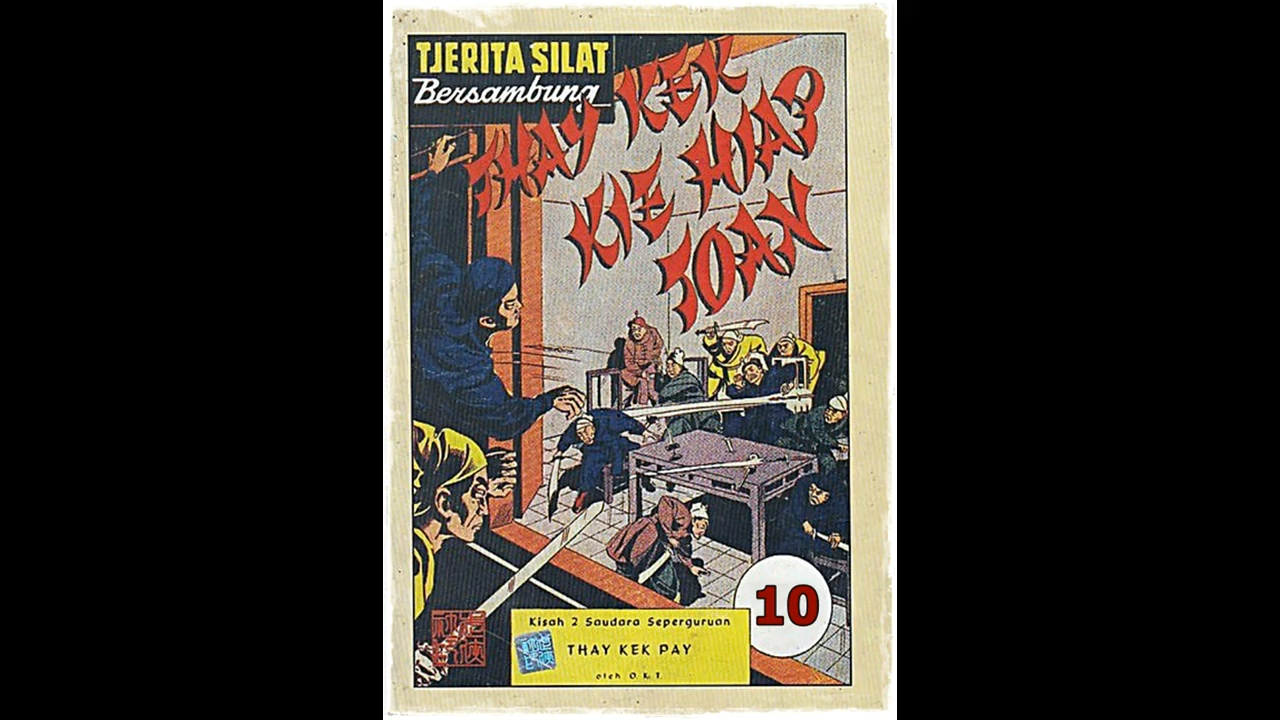 TJERITA SILAT
Bersambung
THAY KEK
KIE HIAP
TOAN
10
Kisah 2 Saudara Seperguruan
THAY KEK PAY
oleh O. K. T.